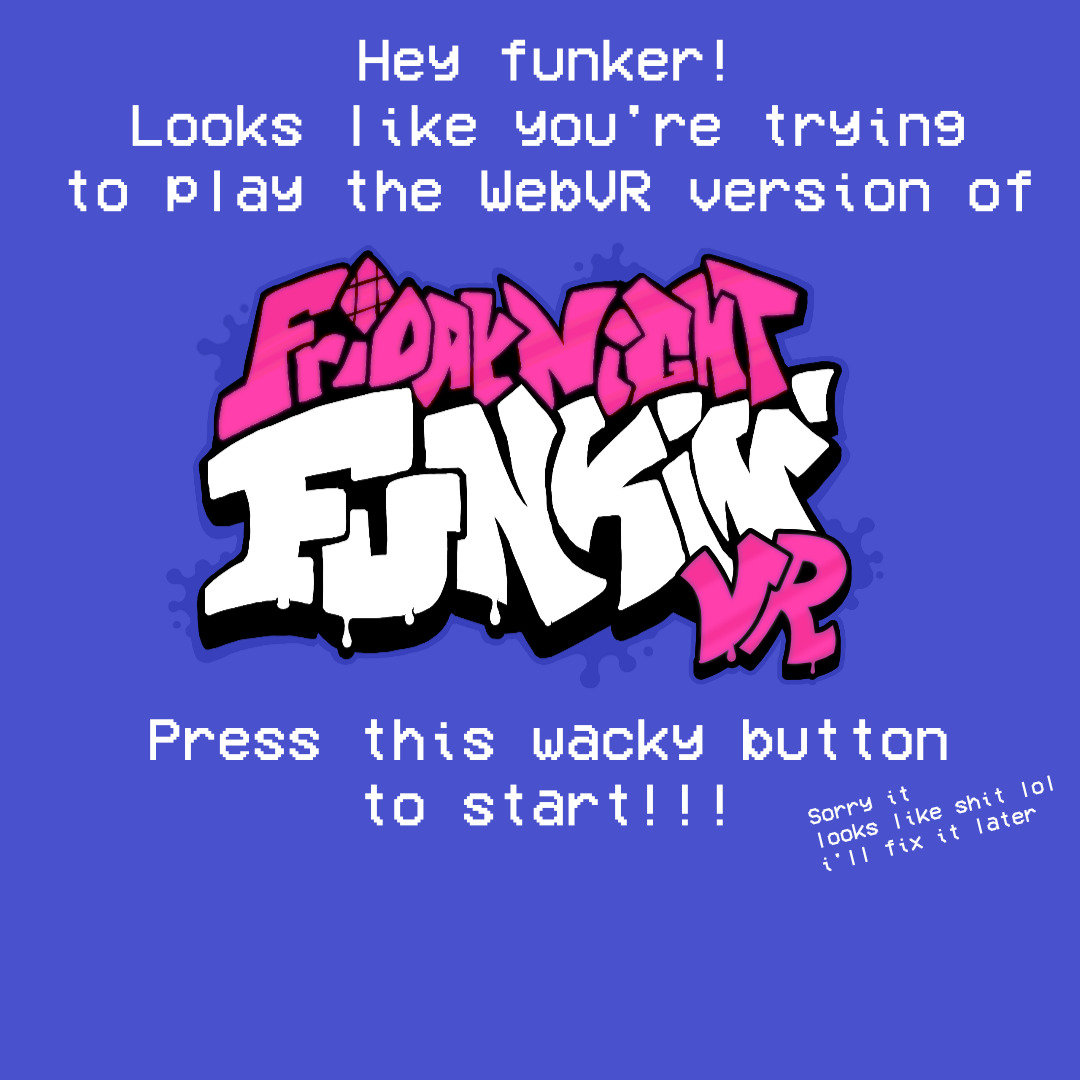 Hey funker!
Looks like you're trying
to play the WebVR version of
FRiDAY NiGHT
FUNKiN'
VR
Press this wacky button
to start!!!
Sorry it
looks like shit lol
i'll fix it later